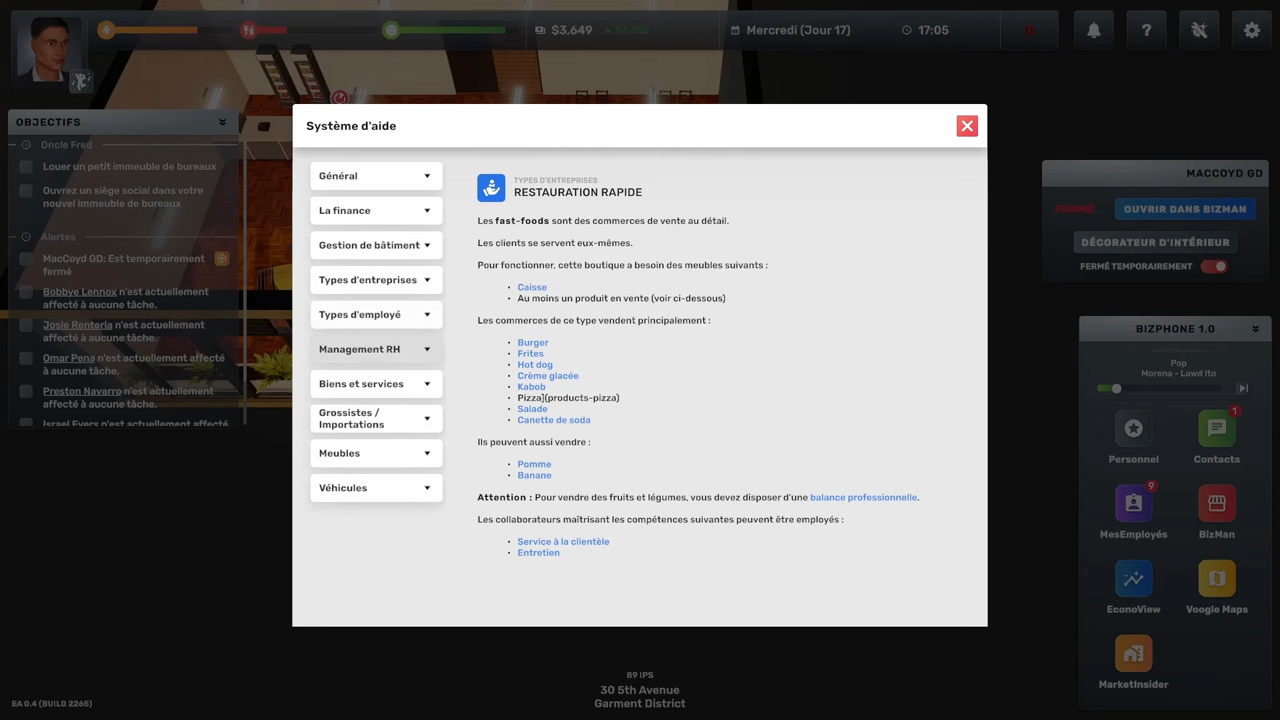 $3,649
$3,658
Mercredi (Jour 17)
17:05
?
OBJECTIFS
Oncle Fred
Louer un petit immeuble de bureaux
Ouvrez un siège social dans votre
nouvel immeuble de bureaux
Alertes
MacCoyd GD: Est temporairement
fermé
Bobbye Lennox n'est actuellement
affecté à aucune tâche.
Josie Renteria n'est actuellement
affecté à aucune tâche.
Omar Pena n'est actuellement affecté
à aucune tâche.
Preston Navarro n'est actuellement
affecté à aucune tâche.
Israel Evers n'est actuellement affecté
Système d'aide
Général
La finance
Gestion de bâtiment
Types d'entreprises
Types d'employé
Management RH
Biens et services
Grossistes /
Importations
Meubles
Véhicules
TYPES D'ENTREPRISES
RESTAURATION RAPIDE
Les fast-foods sont des commerces de vente au détail.
Les clients se servent eux-mêmes.
Pour fonctionner, cette boutique a besoin des meubles suivants :
• Caisse
• Au moins un produit en vente (voir ci-dessous)
Les commerces de ce type vendent principalement :
• Burger
• Frites
• Hot dog
• Crème glacée
• Kabob
• Pizza](products-pizza)
• Salade
• Canette de soda
Ils peuvent aussi vendre :
• Pomme
• Banane
Attention : Pour vendre des fruits et légumes, vous devez disposer d'une balance professionnelle.
Les collaborateurs maîtrisant les compétences suivantes peuvent être employés :
• Service à la clientèle
• Entretien
MACCOYD GD
FERMÉ
OUVRIR DANS BIZMAN
DÉCORATEUR D'INTÉRIEUR
FERMÉ TEMPORAIREMENT
BIZPHONE 1.0
Pop
Morena - Lawd Ito
Personnel
1
Contacts
9
MesEmployés
BizMan
EconoView
Voogle Maps
MarketInsider
89 IPS
30 5th Avenue
Garment District
EA 0.4 (BUILD 2265)